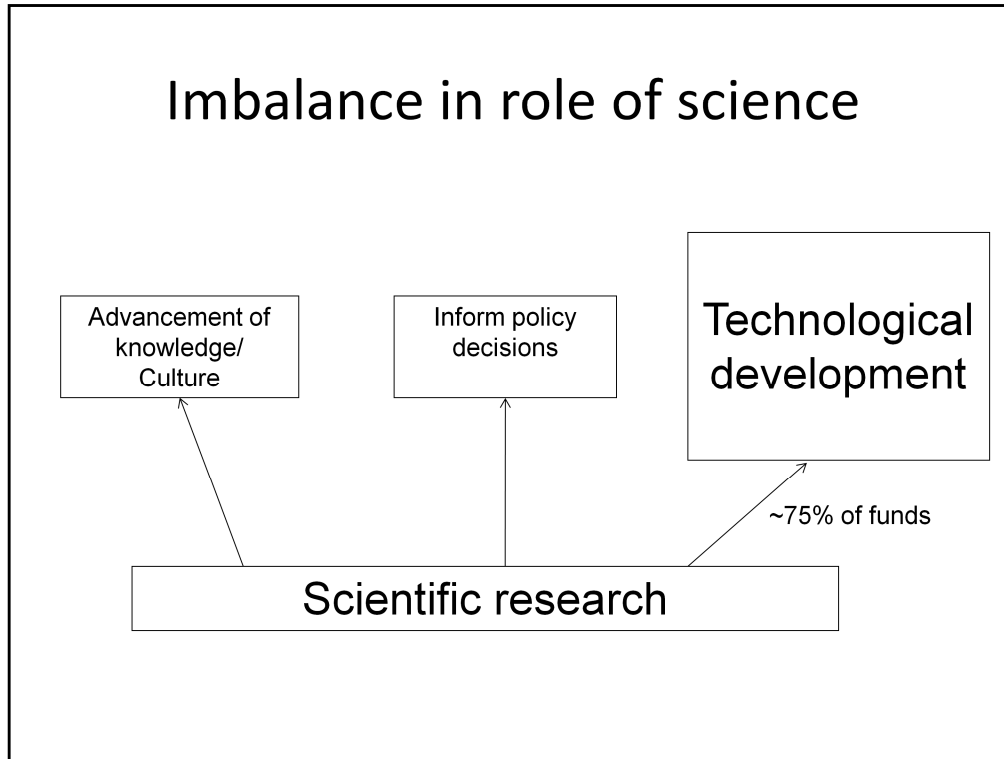 Imbalance in role of science
Advancement of
knowledge/
Culture
Inform policy
decisions
Technological
development
~75% of funds
Scientific research